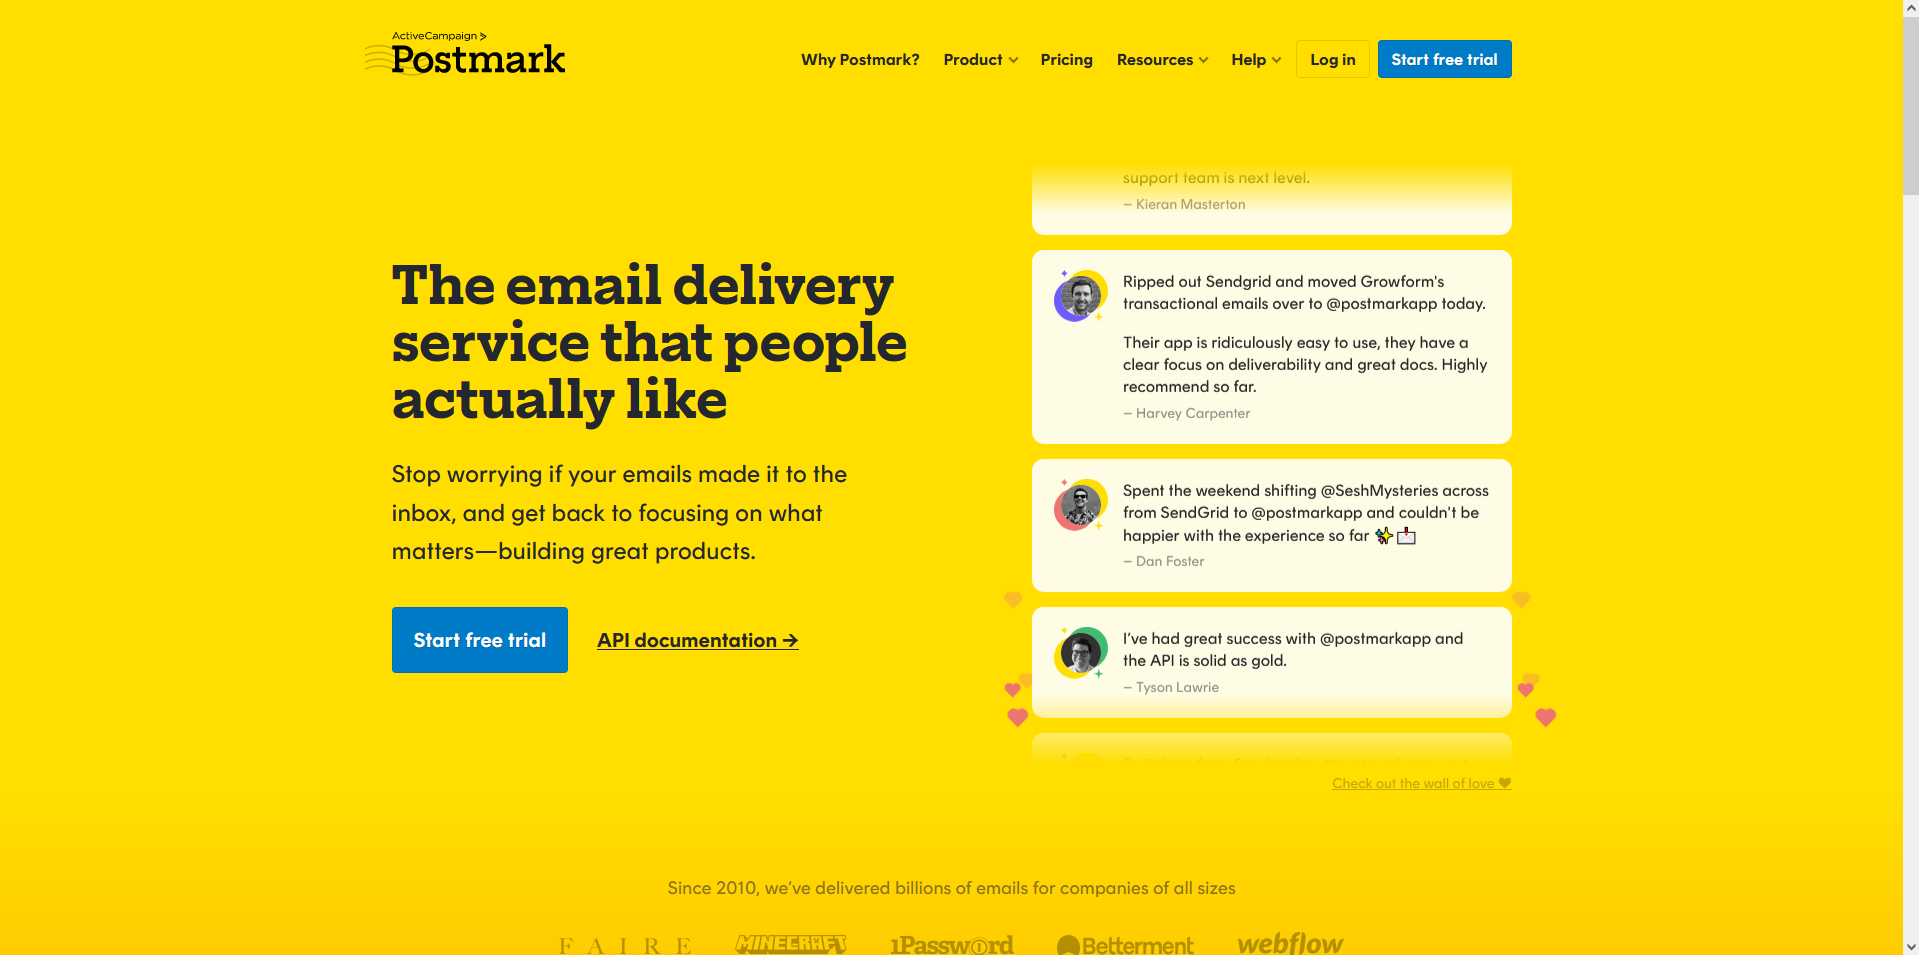 ActiveCampaign >
Postmark
Why Postmark?
Product
Pricing
Resources
Help
Log in
Start free trial
The email delivery
service that people
actually like
Stop worrying if your emails made it to the
inbox, and get back to focusing on what
matters—building great products.
Start free trial
API documentation →
support team is next level.
– Kieran Masterton
Ripped out Sendgrid and moved Growform's
transactional emails over to @postmarkapp today.
Their app is ridiculously easy to use, they have a
clear focus on deliverability and great docs. Highly
recommend so far.
– Harvey Carpenter
Spent the weekend shifting @SeshMysteries across
from SendGrid to @postmarkapp and couldn't be
happier with the experience so far ✨📩
– Dan Foster
I’ve had great success with @postmarkapp and
the API is solid as gold.
– Tyson Lawrie
Check out the wall of love ♥
Since 2010, we’ve delivered billions of emails for companies of all sizes
FAIRE
MINECRAFT
1Password
Betterment
webflow